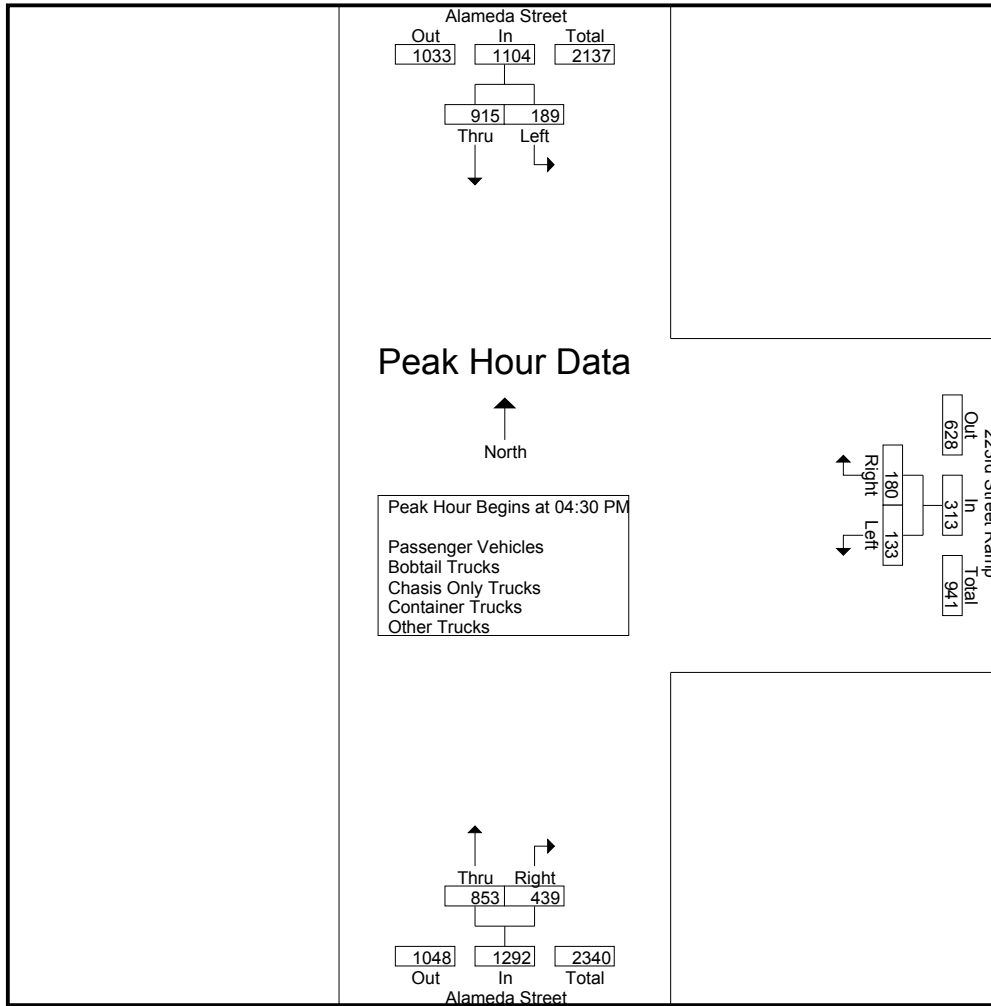 Alameda Street
Out In Total
1033 1104 2137
915 189
Thru Left
Peak Hour Data
North
Peak Hour Begins at 04:30 PM
Passenger Vehicles
Bobtail Trucks
Chasis Only Trucks
Container Trucks
Other Trucks
Street Ramp
Out In Total
628 313 941
180 133
Right Left
Thru Right
853 439
1048 1292 2340
Out In Total
Alameda Street